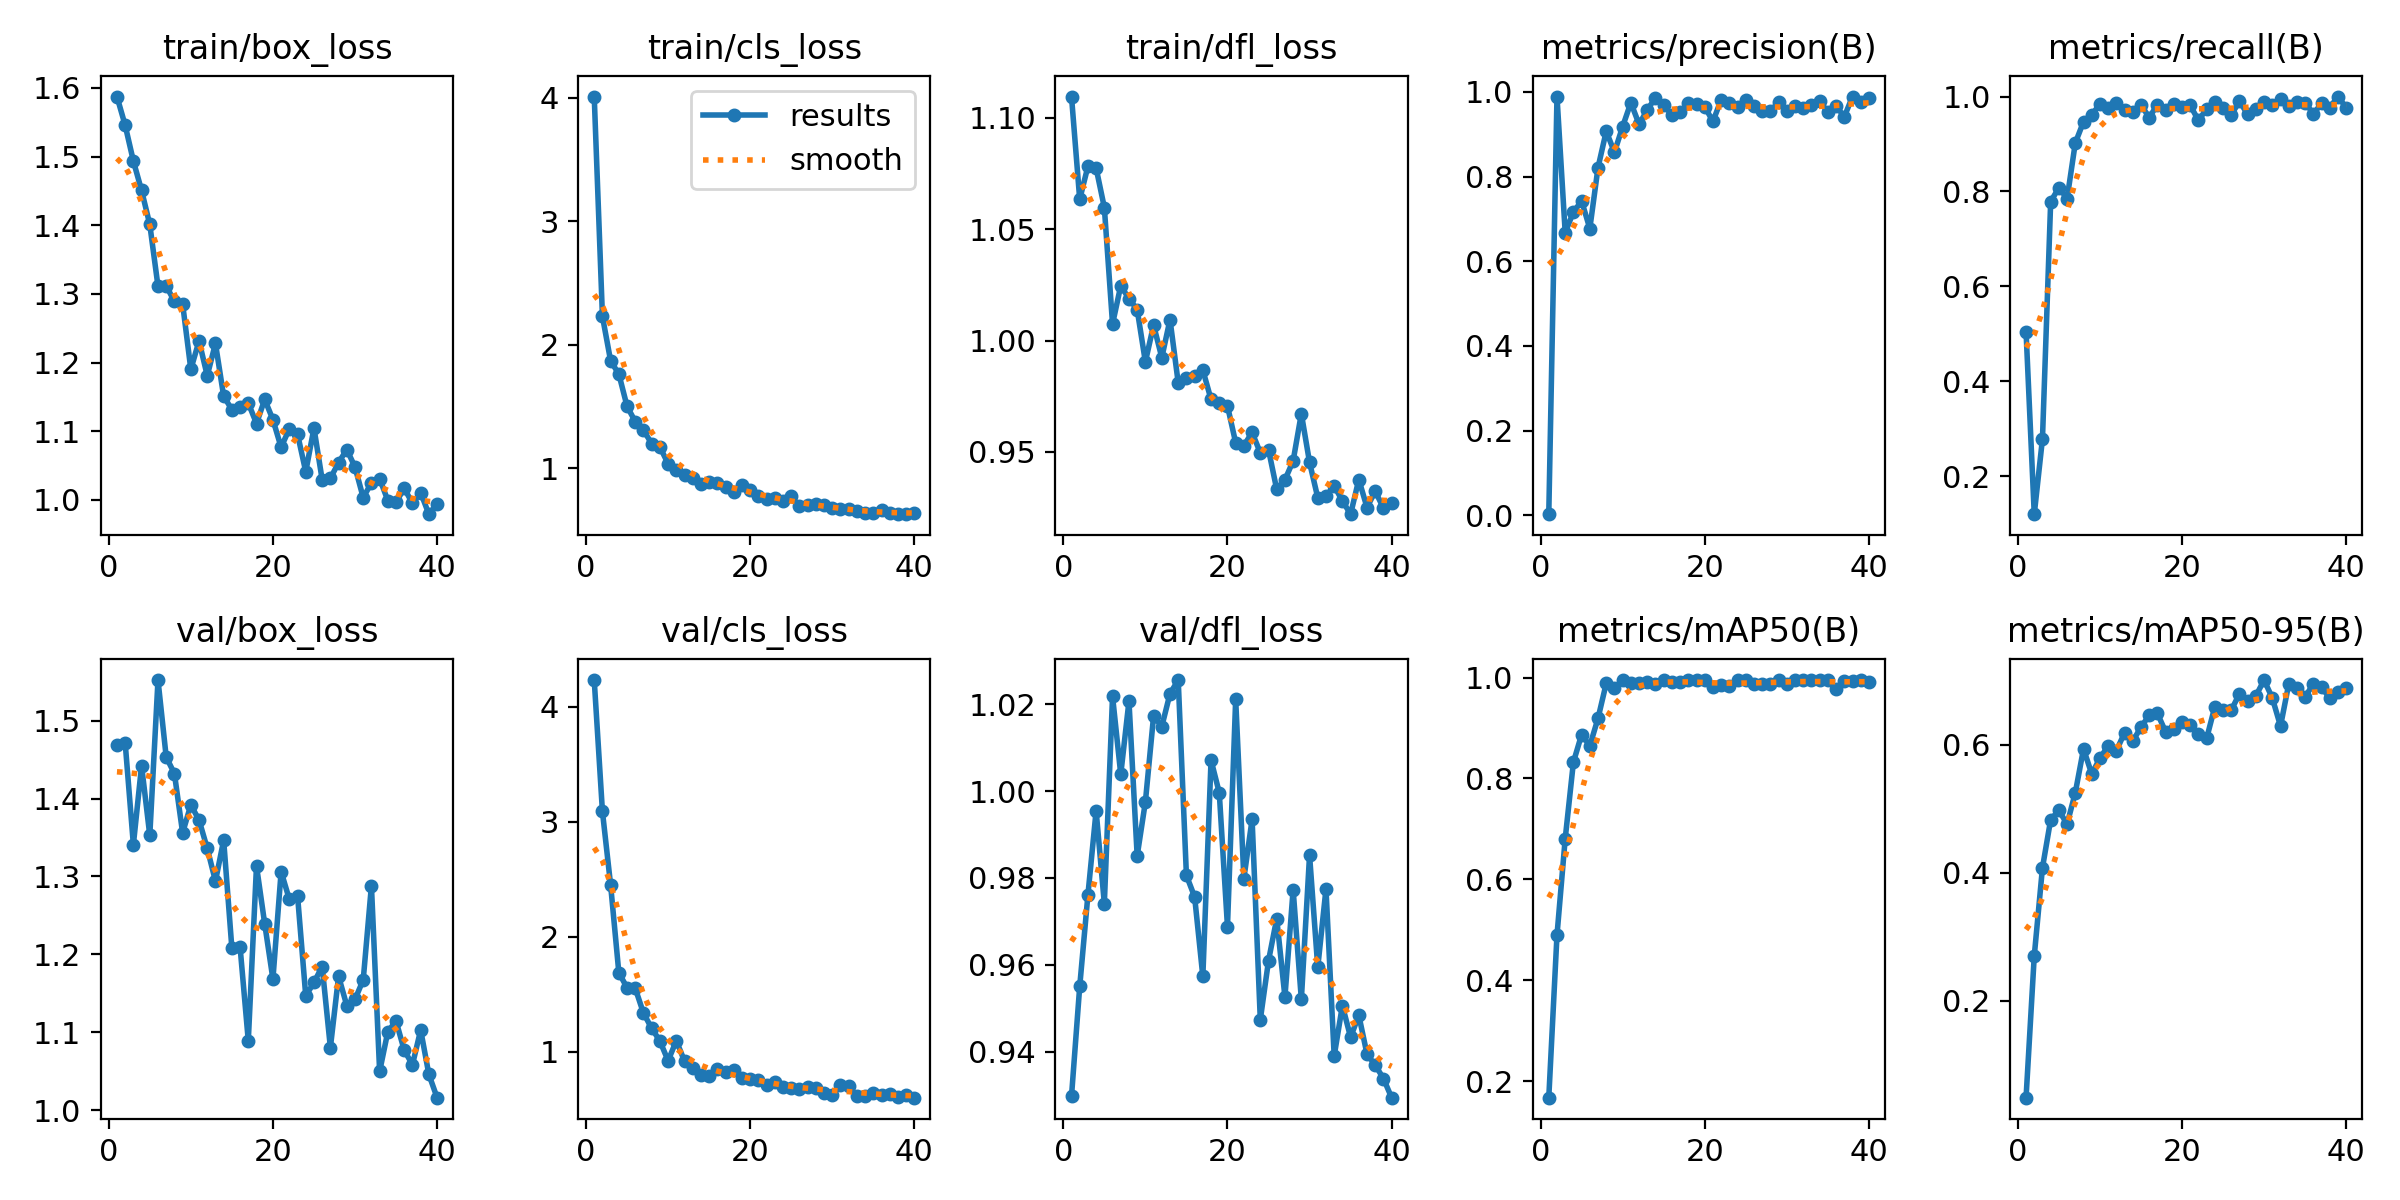 train/box_loss
1.6
1.5
1.4
1.3
1.2
1.1
1.0
0 20 40
train/cls_loss
results
smooth
4
3
2
1
0 20 40
train/dfl_loss
1.10
1.05
1.00
0.95
0 20 40
metrics/precision(B)
1.0
0.8
0.6
0.4
0.2
0.0
0 20 40
metrics/recall(B)
1.0
0.8
0.6
0.4
0.2
0 20 40
val/box_loss
1.5
1.4
1.3
1.2
1.1
1.0
0 20 40
val/cls_loss
4
3
2
1
0 20 40
val/dfl_loss
1.02
1.00
0.98
0.96
0.94
0 20 40
metrics/mAP50(B)
1.0
0.8
0.6
0.4
0.2
0 20 40
metrics/mAP50-95(B)
0.6
0.4
0.2
0 20 40